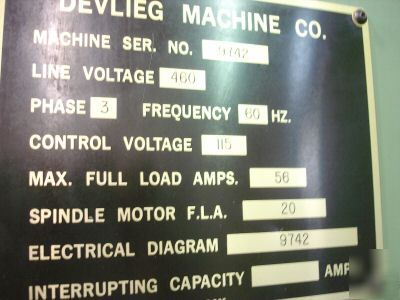 DEVLIEG MACHINE CO.
MACHINE SER. NO. 9742
LINE VOLTAGE 460
PHASE 3 FREQUENCY 60 HZ.
CONTROL VOLTAGE 115
MAX. FULL LOAD AMPS. 56
SPINDLE MOTOR F.L.A. 20
ELECTRICAL DIAGRAM 9742
INTERRUPTING CAPACITY AMP